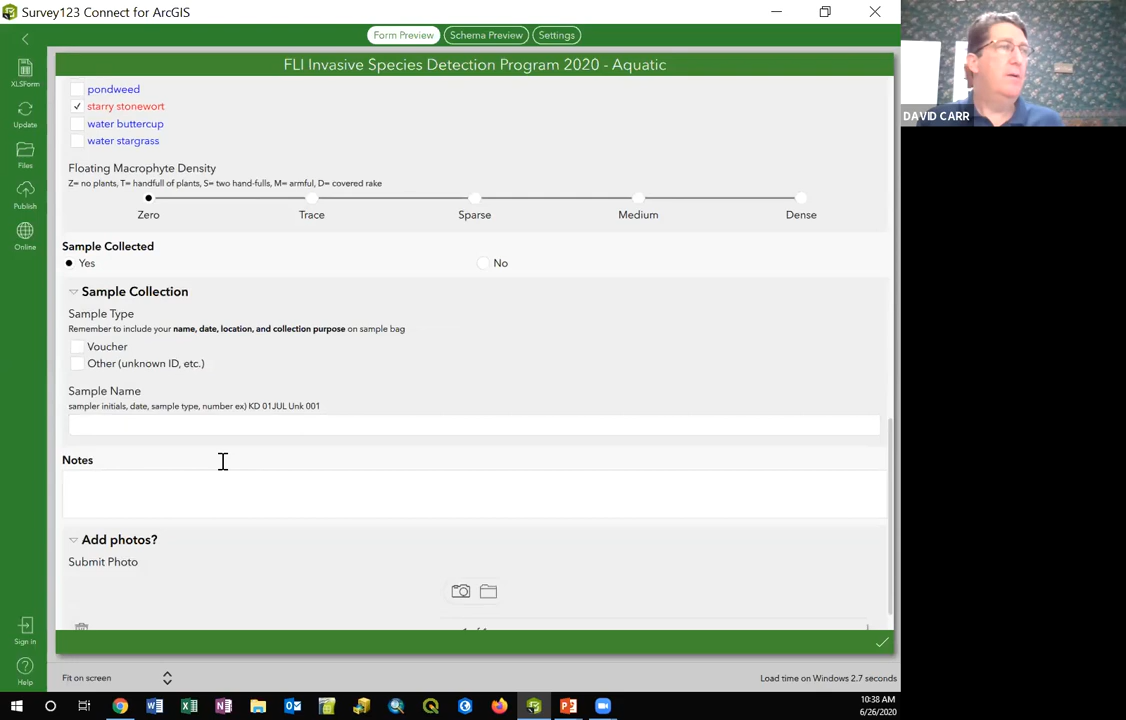 Survey123 Connect for ArcGIS
Form Preview
Schema Preview
Settings
FLI Invasive Species Detection Program 2020 - Aquatic
XLSForm
Update
Files
Publish
Online
pondweed
starry stonewort
water buttercup
water stargrass
Floating Macrophyte Density
Z= no plants, T= handfull of plants, S= two hand-fulls, M= armful, D= covered rake
Zero Trace Sparse Medium Dense
Sample Collected
Yes No
Sample Collection
Sample Type
Remember to include your name, date, location, and collection purpose on sample bag
Voucher
Other (unknown ID, etc.)
Sample Name
sampler initials, date, sample type, number ex) KD 01JUL Unk 001
Notes
Add photos?
Submit Photo
Sign in
Help
Fit on screen
Load time on Windows 2.7 seconds
10:38 AM
6/26/2020
DAVID CARR